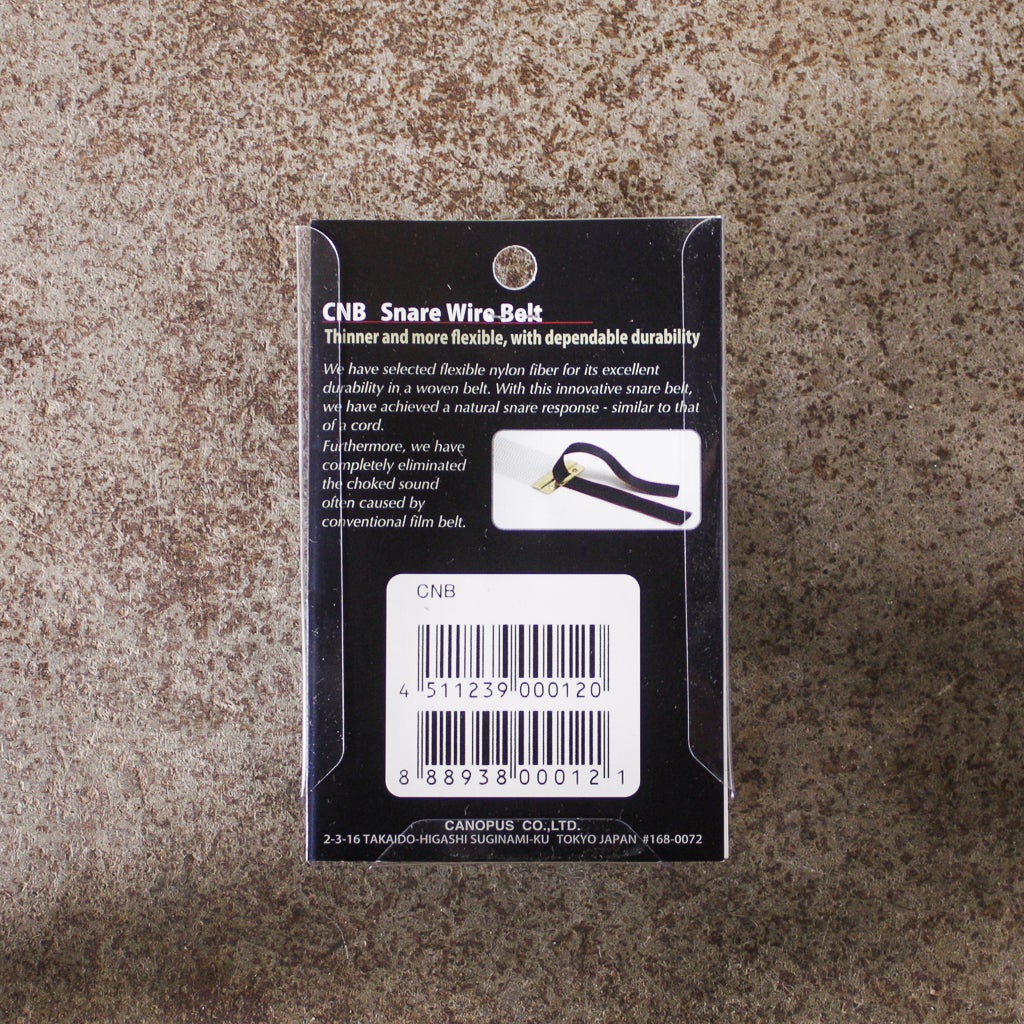 CNB Snare Wire Belt
Thinner and more flexible, with dependable durability
We have selected flexible nylon fiber for its excellent
durability in a woven belt. With this innovative snare belt,
we have achieved a natural snare response - similar to that
of a cord.
Furthermore, we have
completely eliminated
the choked sound
often caused by
conventional film belt.
CNB
4 511239 000120
8 88938 00012 1
CANOPUS CO.,LTD.
2-3-16 TAKAIDO-HIGASHI SUGINAMI-KU TOKYO JAPAN #168-0072